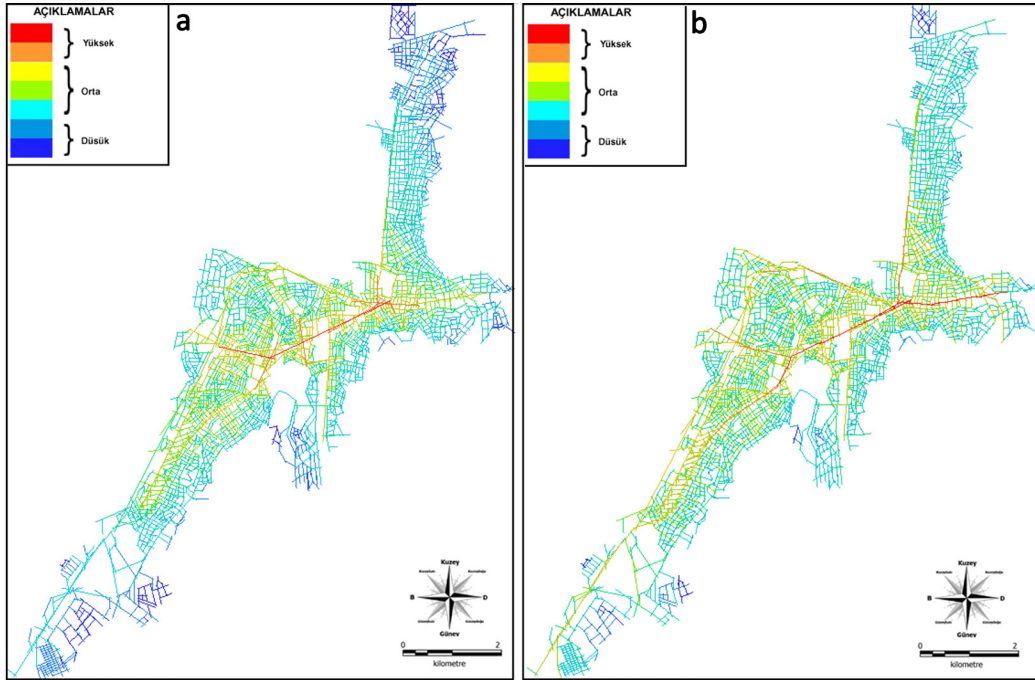 AÇIKLAMALAR
a
Yüksek
Orta
Düsük
Kuzey
B
D
Güney
0
2
kilometre
AÇIKLAMALAR
b
Yüksek
Orta
Düsük
Kuzey
B
D
Güney
0
2
kilometre